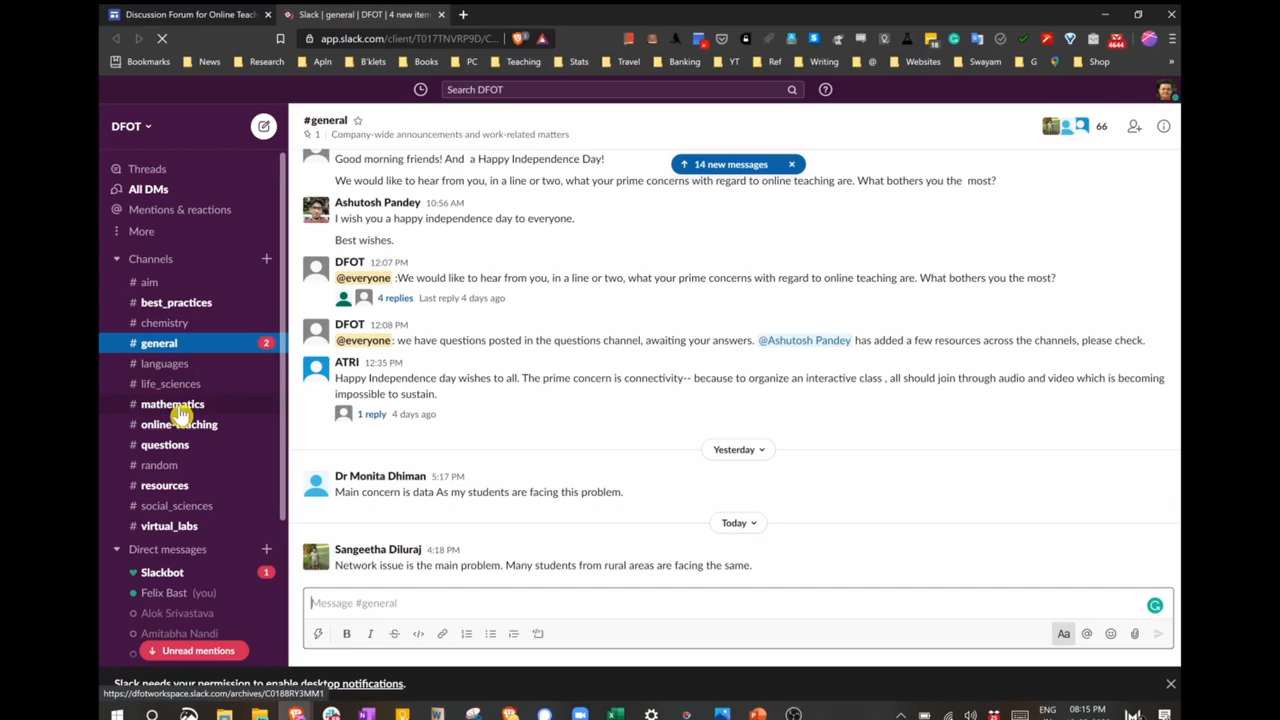 Discussion Forum for Online Teach
Slack | general | DFOT | 4 new item
app.slack.com/client/T017TNVRP9D/C...
18
4644
Bookmarks News Research Apln B'klets Books PC Teaching Stats Travel Banking YT Ref Writing @ Websites Swayam G Shop »
Search DFOT
DFOT
Threads
All DMs
Mentions & reactions
More
Channels
# aim
# best_practices
# chemistry
# general 2
# languages
# life_sciences
# mathematics
# online-teaching
# questions
# random
# resources
# social_sciences
# virtual_labs
Direct messages
Slackbot 1
Felix Bast (you)
Alok Srivastava
Amitabha Nandi
Unread mentions
#general
1 Company-wide announcements and work-related matters
66
14 new messages
Good morning friends! And a Happy Independence Day!
We would like to hear from you, in a line or two, what your prime concerns with regard to online teaching are. What bothers you the most?
Ashutosh Pandey 10:56 AM
I wish you a happy independence day to everyone.
Best wishes.
DFOT 12:07 PM
@everyone :We would like to hear from you, in a line or two, what your prime concerns with regard to online teaching are. What bothers you the most?
4 replies Last reply 4 days ago
DFOT 12:08 PM
@everyone: we have questions posted in the questions channel, awaiting your answers. @Ashutosh Pandey has added a few resources across the channels, please check.
ATRI 12:35 PM
Happy Independence day wishes to all. The prime concern is connectivity-- because to organize an interactive class , all should join through audio and video which is becoming
impossible to sustain.
1 reply 4 days ago
Yesterday
Dr Monita Dhiman 5:17 PM
Main concern is data As my students are facing this problem.
Today
Sangeetha Diluraj 4:18 PM
Network issue is the main problem. Many students from rural areas are facing the same.
Message #general
B I Aa @
Slack needs your permission to enable desktop notifications.
https://dfotworkspace.slack.com/archives/C0188RY3MM1
ENG
IN
08:15 PM